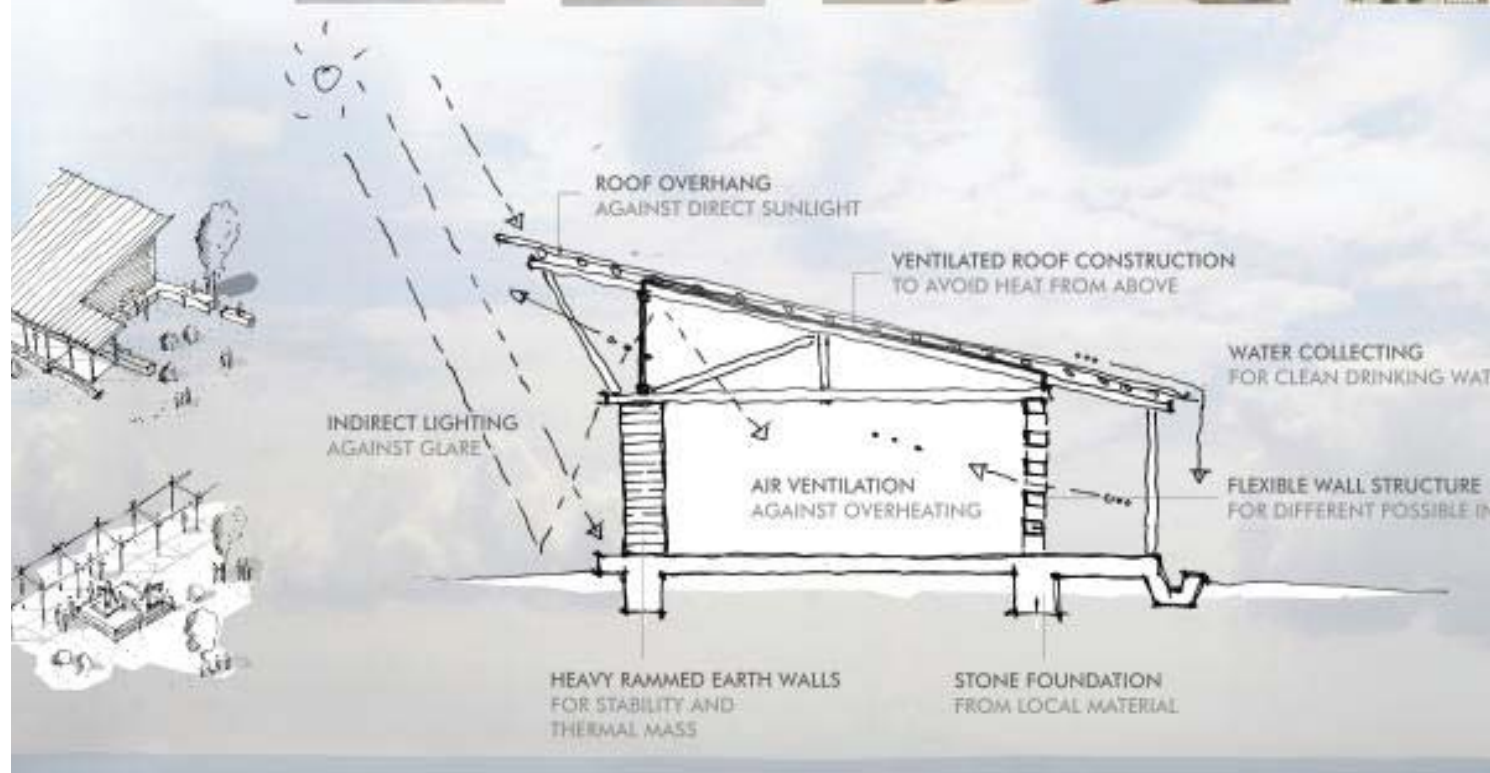 ROOF OVERHANG
AGAINST DIRECT SUNLIGHT
VENTILATED ROOF CONSTRUCTION
TO AVOID HEAT FROM ABOVE
WATER COLLECTING
FOR CLEAN DRINKING WAT
INDIRECT LIGHTING
AGAINST GLARE
AIR VENTILATION
AGAINST OVERHEATING
FLEXIBLE WALL STRUCTURE
FOR DIFFERENT POSSIBLE IN
HEAVY RAMMED EARTH WALLS
FOR STABILITY AND
THERMAL MASS
STONE FOUNDATION
FROM LOCAL MATERIAL